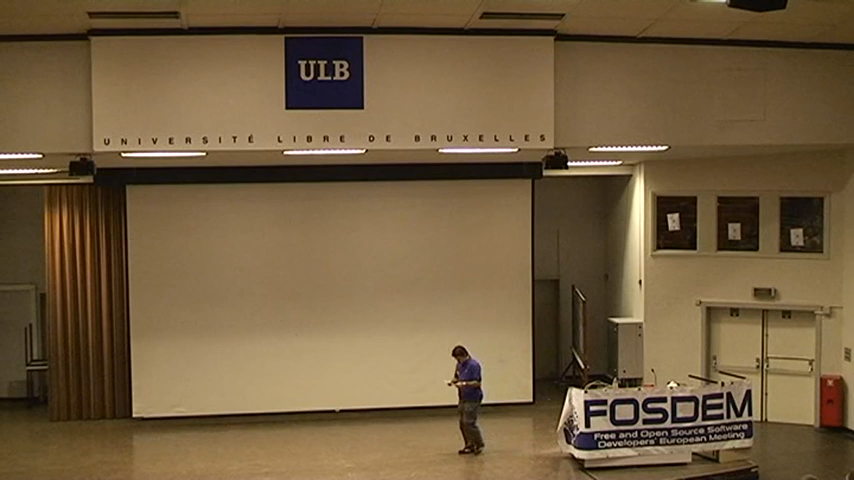 ULB
UNIVERSITÉ LIBRE DE BRUXELLES
FOSDEM
Free and Open Source Software
Developers' European Meeting